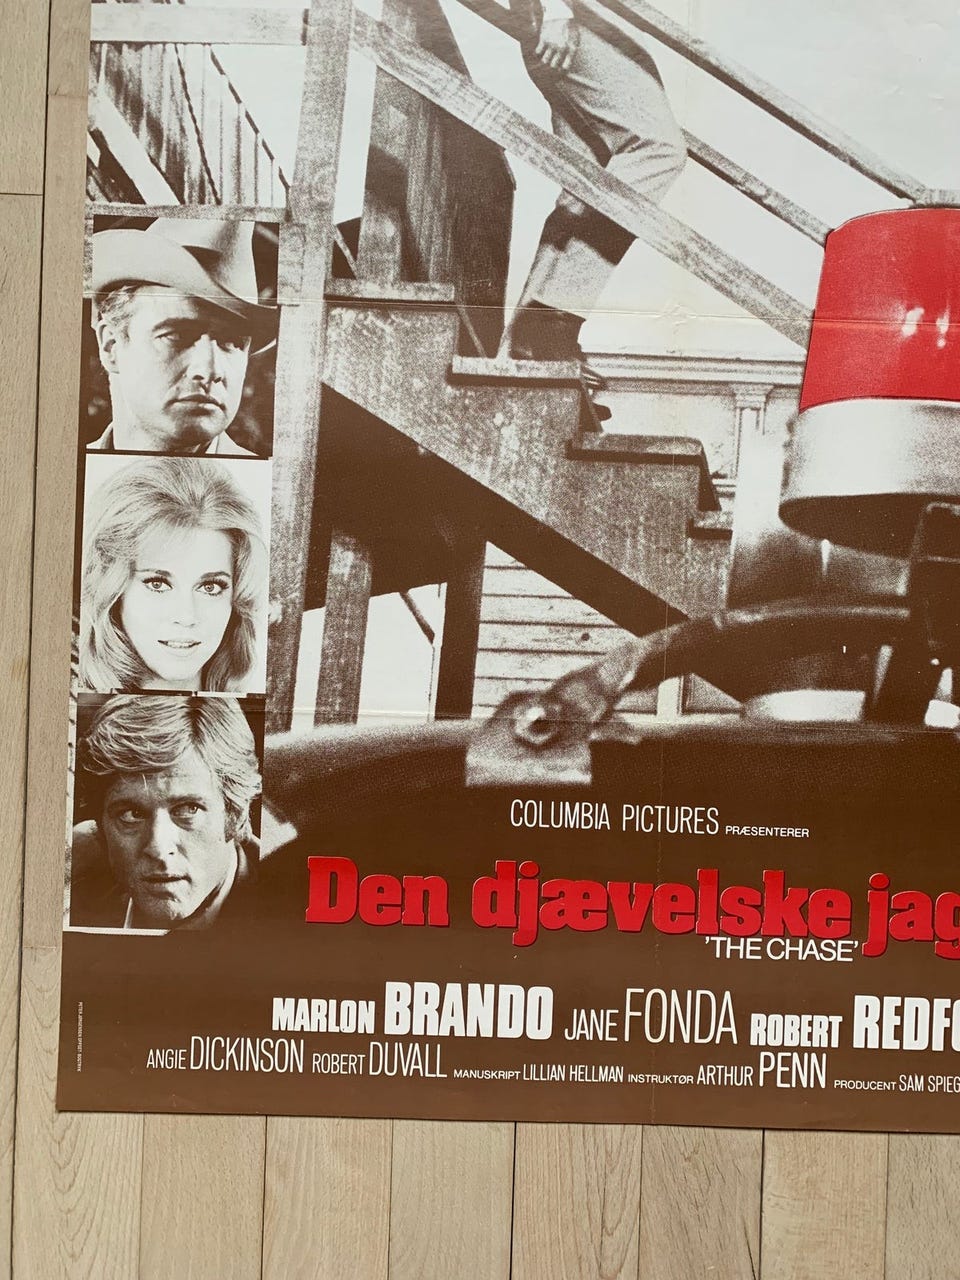 COLUMBIA PICTURES PRÆSENTERER
Den djævelske jag
'THE CHASE'
MARLON BRANDO JANE FONDA ROBERT REDFO
ANGIE DICKINSON ROBERT DUVALL MANUSKRIPT LILLIAN HELLMAN INSTRUKTØR ARTHUR PENN PRODUCENT SAM SPIEG